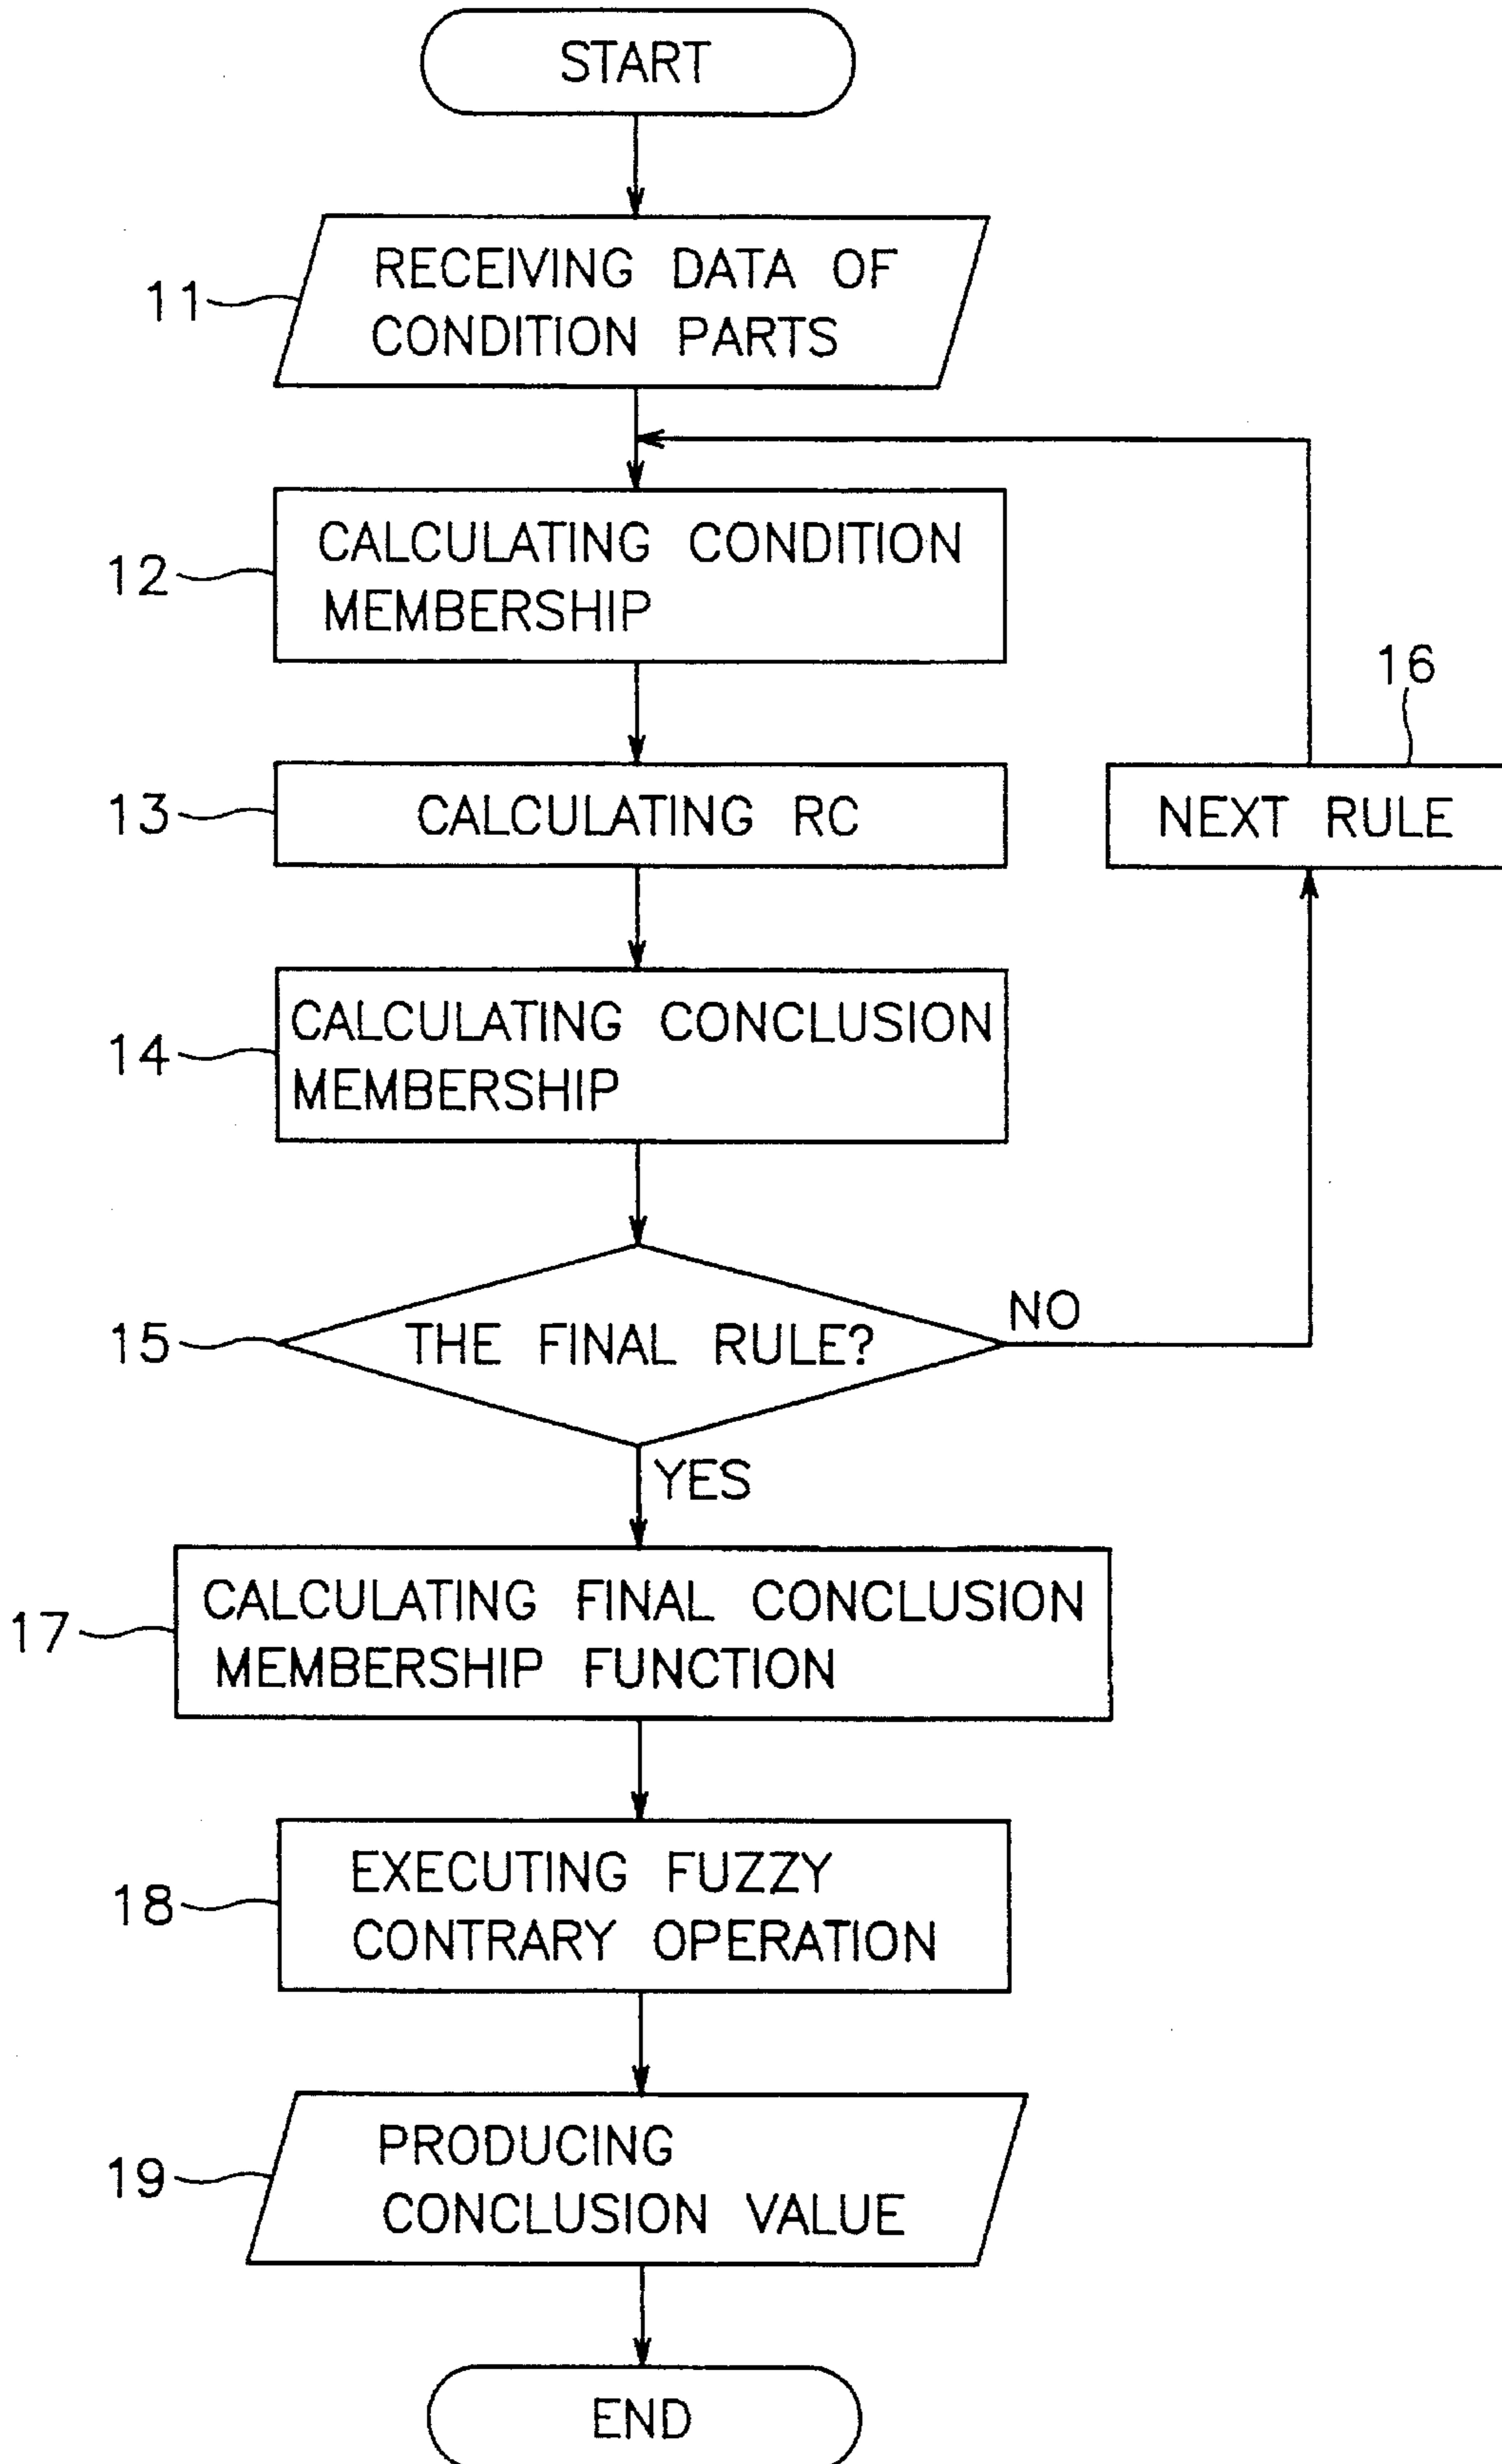 START
11
RECEIVING DATA OF
CONDITION PARTS
12
CALCULATING CONDITION
MEMBERSHIP
16
13
CALCULATING RC
NEXT RULE
14
CALCULATING CONCLUSION
MEMBERSHIP
15
THE FINAL RULE?
NO
YES
17
CALCULATING FINAL CONCLUSION
MEMBERSHIP FUNCTION
18
EXECUTING FUZZY
CONTRARY OPERATION
19
PRODUCING
CONCLUSION VALUE
END